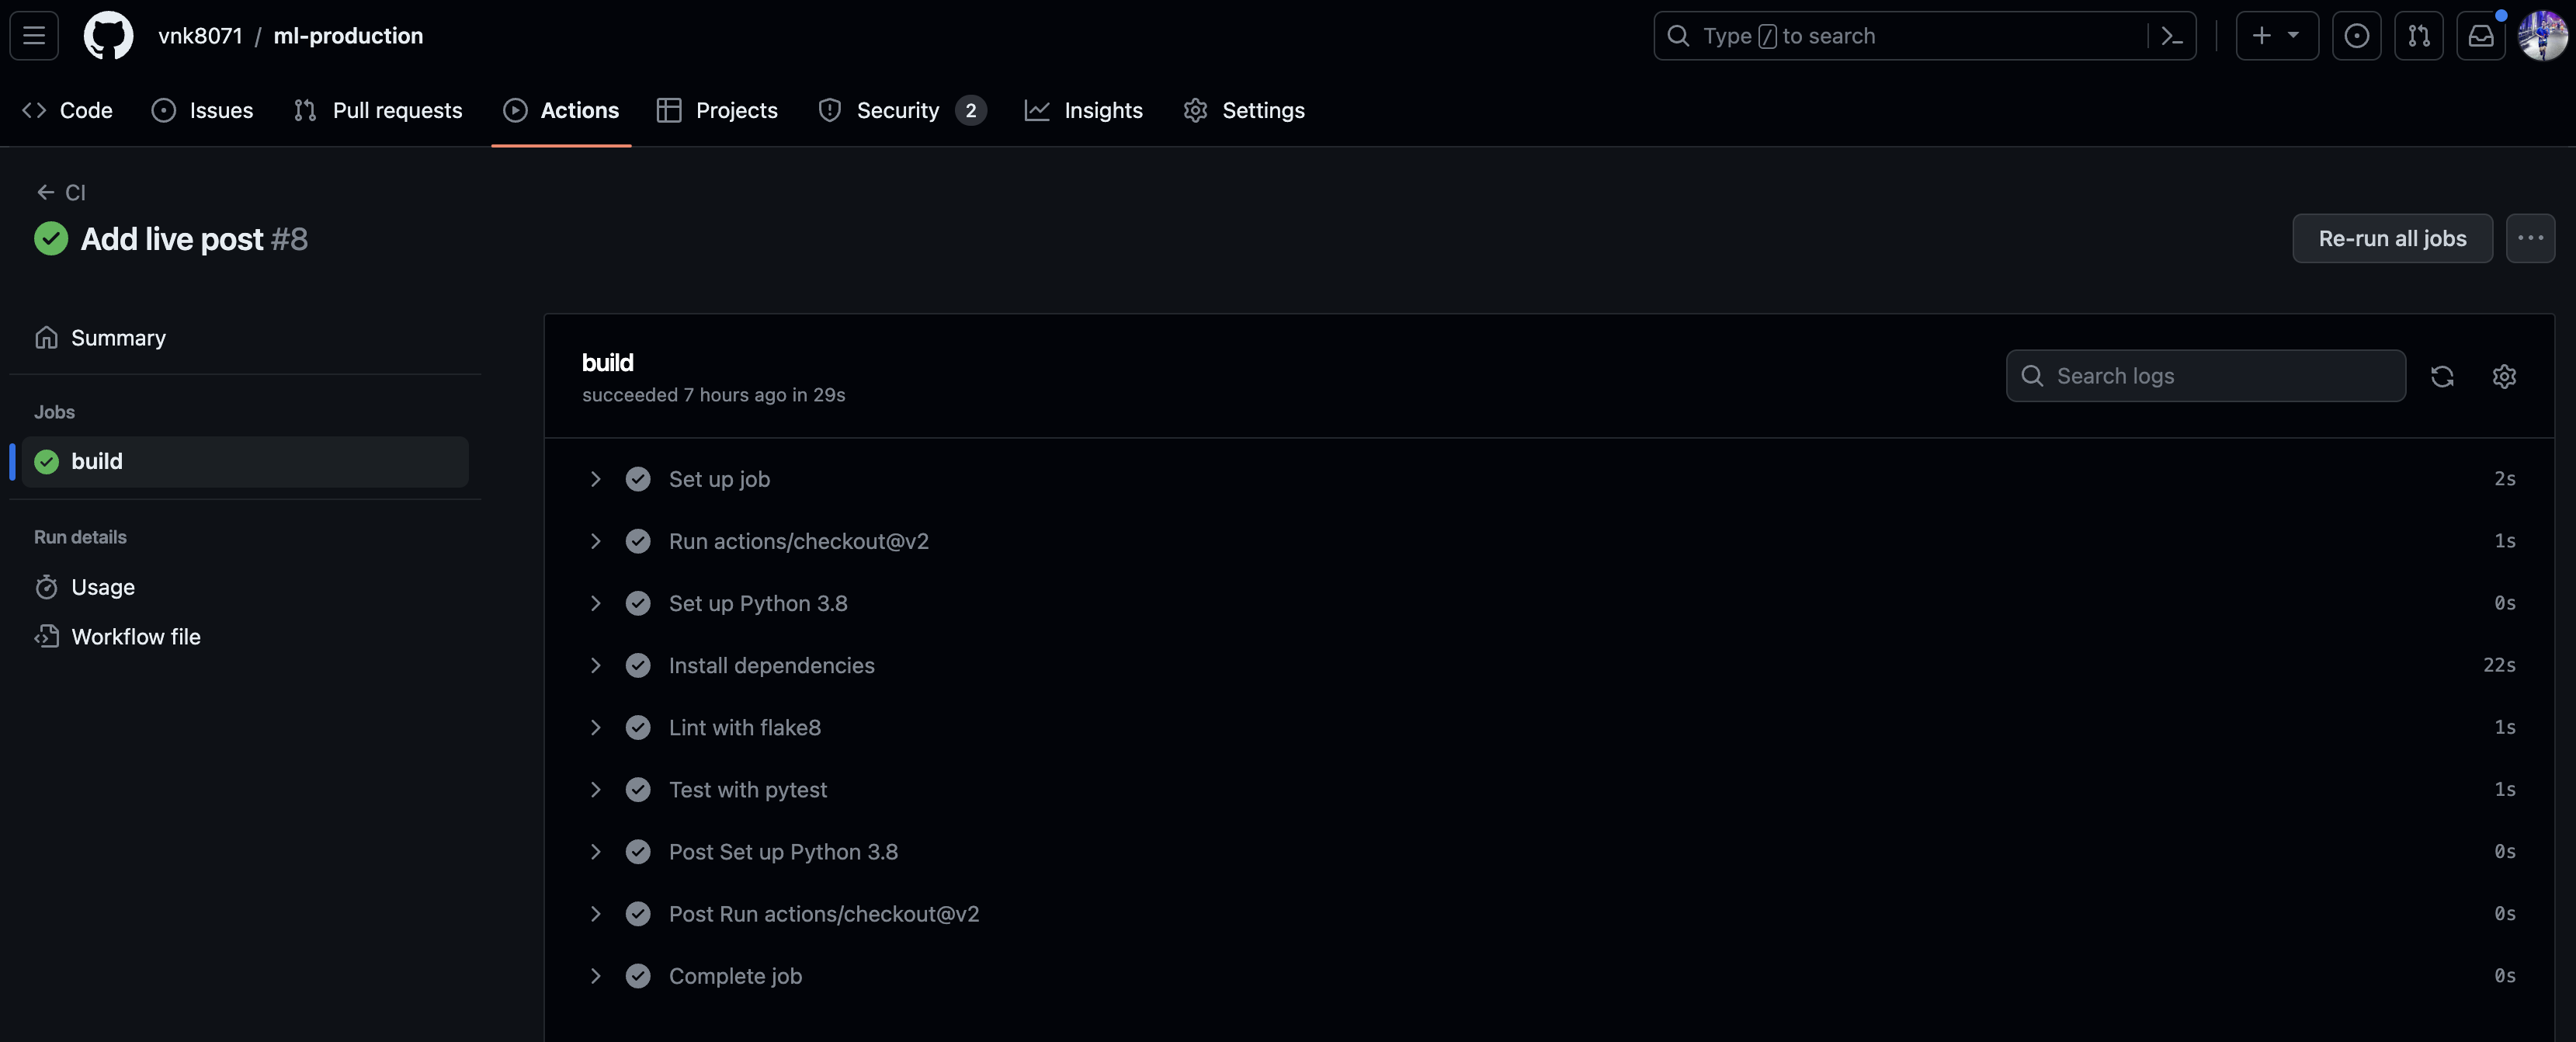 vnk8071 / ml-production
Type / to search
Code Issues Pull requests Actions Projects Security 2 Insights Settings
CI
Add live post #8
Re-run all jobs
Summary
Jobs
build
Run details
Usage
Workflow file
build
succeeded 7 hours ago in 29s
Search logs
Set up job 2s
Run actions/checkout@v2 1s
Set up Python 3.8 0s
Install dependencies 22s
Lint with flake8 1s
Test with pytest 1s
Post Set up Python 3.8 0s
Post Run actions/checkout@v2 0s
Complete job 0s